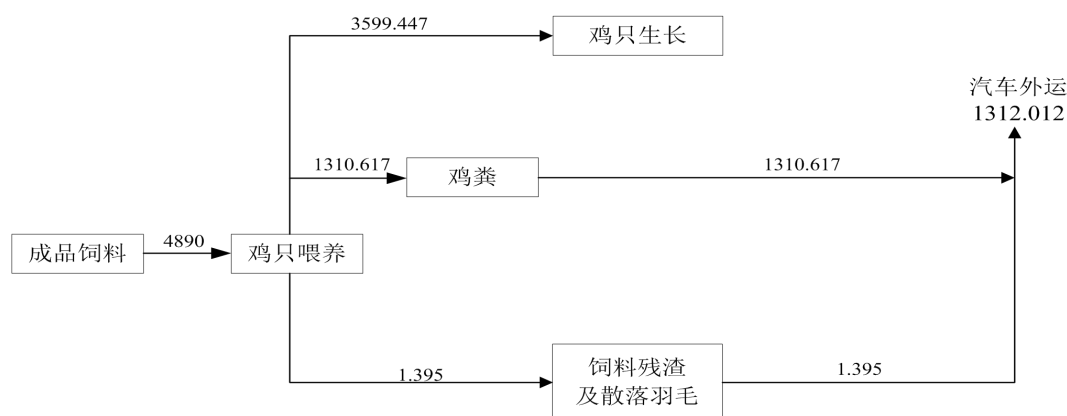 3599.447
鸡只生长
汽车外运
1312.012
1310.617
鸡粪
1310.617
成品饲料
4890
鸡只喂养
1.395
饲料残渣
及散落羽毛
1.395